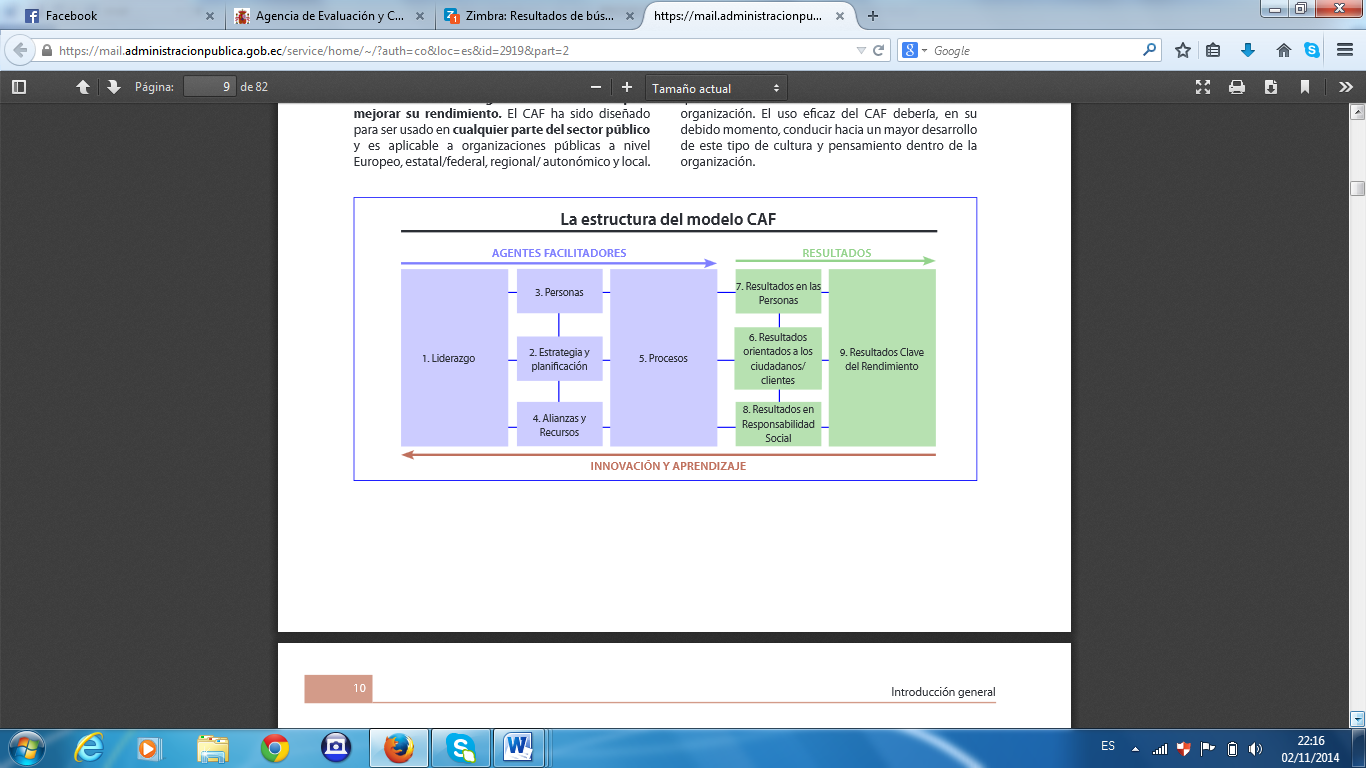 Facebook
Agencia de Evaluación y C...
Zimbra: Resultados de bús...
https://mail.administracionpu...
https://mail.administracionpublica.gob.ec/service/home/~/?auth=co&loc=es&id=2919&part=2
Google
Página:
9
de 82
Tamaño actual
mejorar su rendimiento. El CAF ha sido diseñado
para ser usado en cualquier parte del sector público
y es aplicable a organizaciones públicas a nivel
Europeo, estatal/federal, regional/ autonómico y local.
organización. El uso eficaz del CAF debería, en su
debido momento, conducir hacia un mayor desarrollo
de este tipo de cultura y pensamiento dentro de la
organización.
La estructura del modelo CAF
AGENTES FACILITADORES
RESULTADOS
1. Liderazgo
3. Personas
2. Estrategia y
planificación
4. Alianzas y
Recursos
5. Procesos
7. Resultados en las
Personas
6. Resultados
orientados a los
ciudadanos/
clientes
8. Resultados en
Responsabilidad
Social
9. Resultados Clave
del Rendimiento
INNOVACIÓN Y APRENDIZAJE
10
Introducción general
ES
22:16
02/11/2014